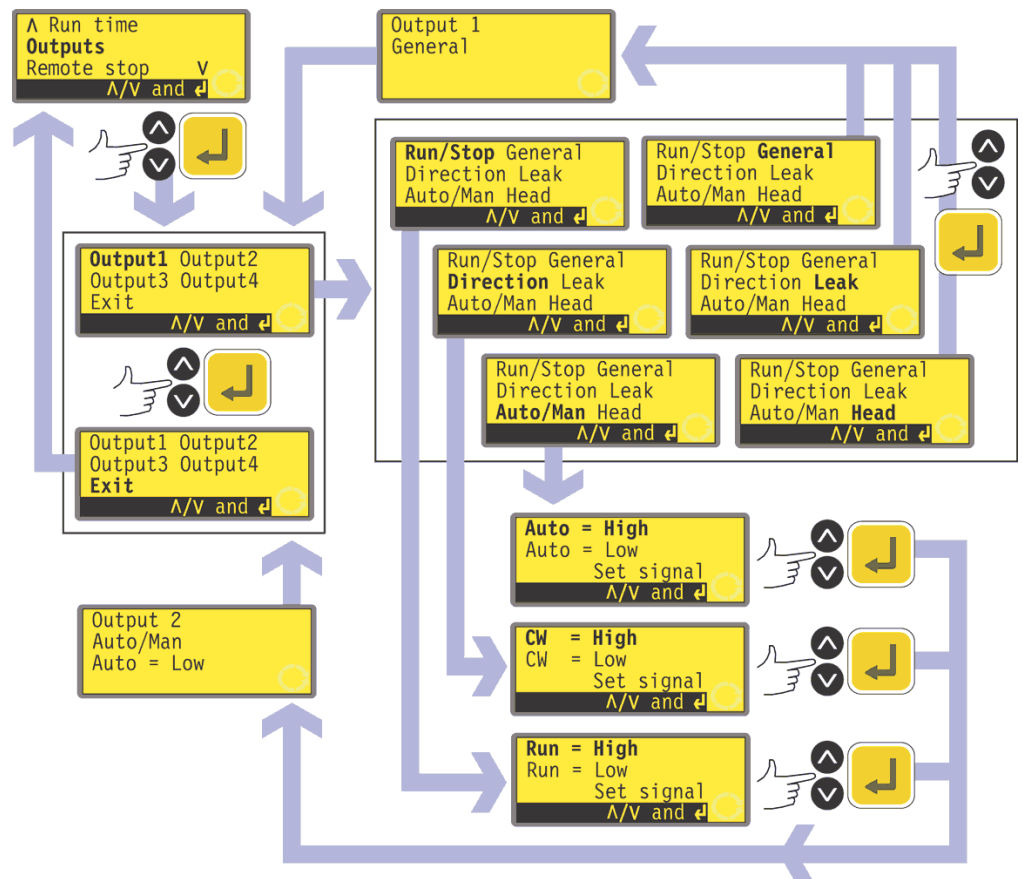 Λ Run time
Outputs
Remote stop V
Λ/V and ↲
Output 1
General
Run/Stop General
Direction Leak
Auto/Man Head
Λ/V and ↲
Run/Stop General
Direction Leak
Auto/Man Head
Λ/V and ↲
Output1 Output2
Output3 Output4
Exit
Λ/V and ↲
Run/Stop General
Direction Leak
Auto/Man Head
Λ/V and ↲
Run/Stop General
Direction Leak
Auto/Man Head
Λ/V and ↲
Run/Stop General
Direction Leak
Auto/Man Head
Λ/V and ↲
Run/Stop General
Direction Leak
Auto/Man Head
Λ/V and ↲
Output1 Output2
Output3 Output4
Exit
Λ/V and ↲
Auto = High
Auto = Low
Set signal
Λ/V and ↲
Output 2
Auto/Man
Auto = Low
CW = High
CW = Low
Set signal
Λ/V and ↲
Run = High
Run = Low
Set signal
Λ/V and ↲